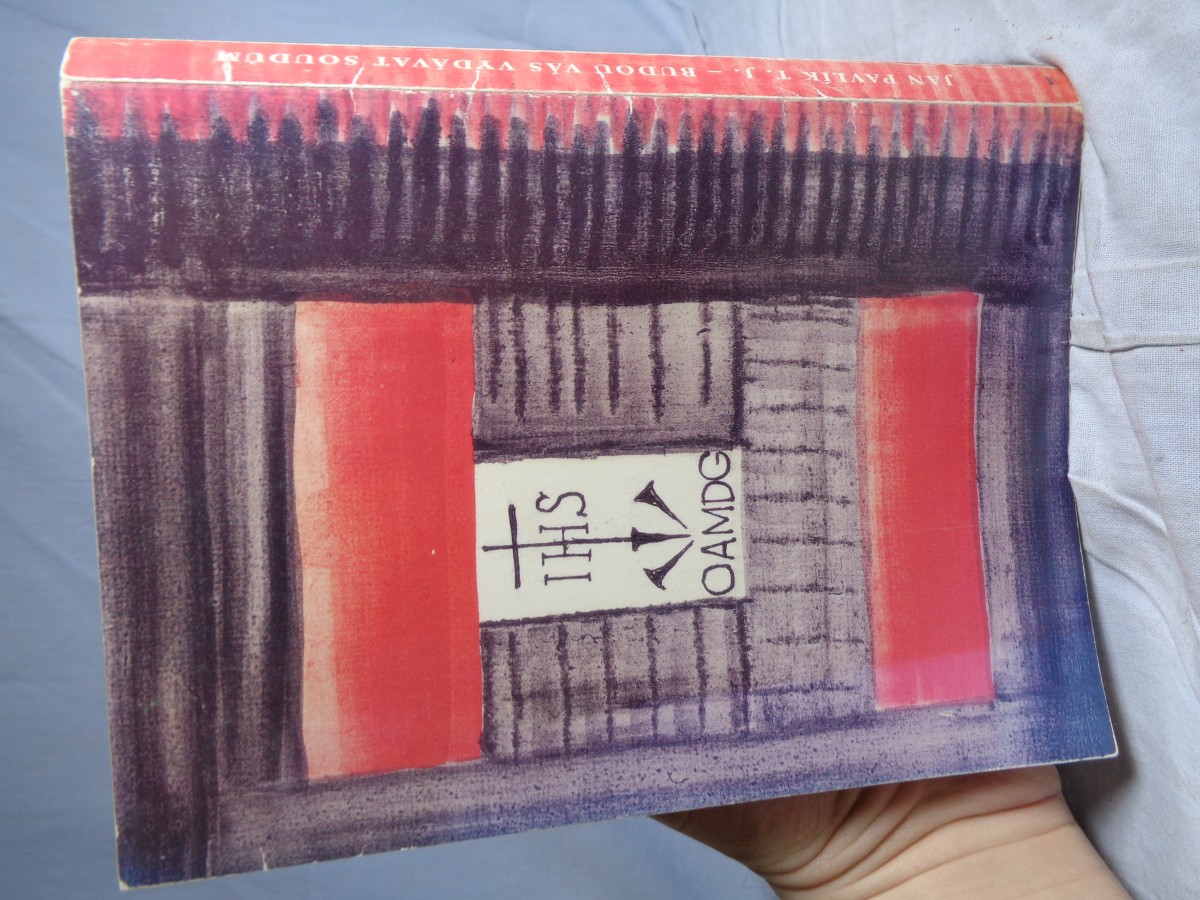 JAN PAVLÍK T. J. – BUDOU VÁS VYDÁVAT SOUDŮM
IHS
OAMDG